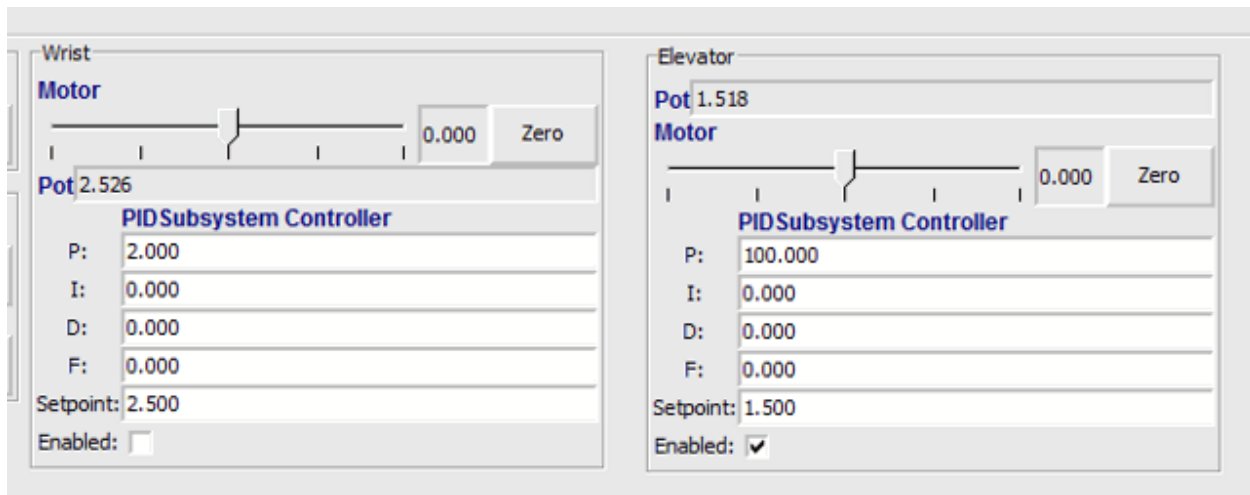 Wrist
Motor
0.000 Zero
Pot 2.526
PIDSubsystem Controller
P: 2.000
I: 0.000
D: 0.000
F: 0.000
Setpoint: 2.500
Enabled:
Elevator
Pot 1.518
Motor
0.000 Zero
PIDSubsystem Controller
P: 100.000
I: 0.000
D: 0.000
F: 0.000
Setpoint: 1.500
Enabled: